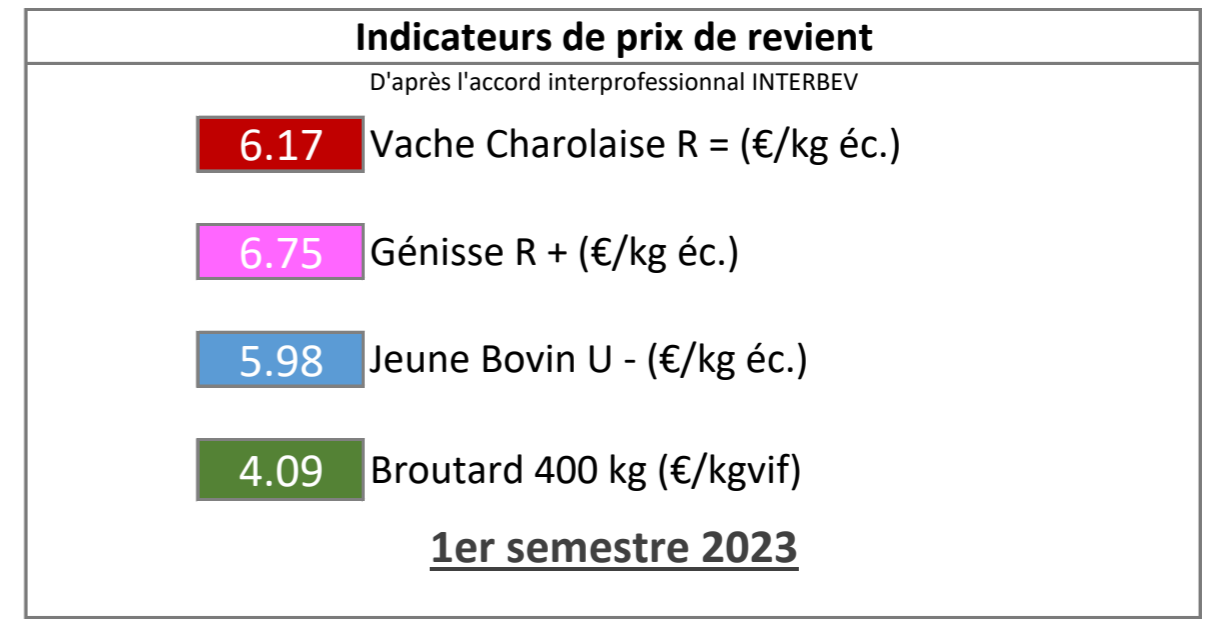 Indicateurs de prix de revient
D'après l'accord interprofessionnal INTERBEV
6.17 Vache Charolaise R = (€/kg éc.)
6.75 Génisse R + (€/kg éc.)
5.98 Jeune Bovin U - (€/kg éc.)
4.09 Broutard 400 kg (€/kgvif)
1er semestre 2023